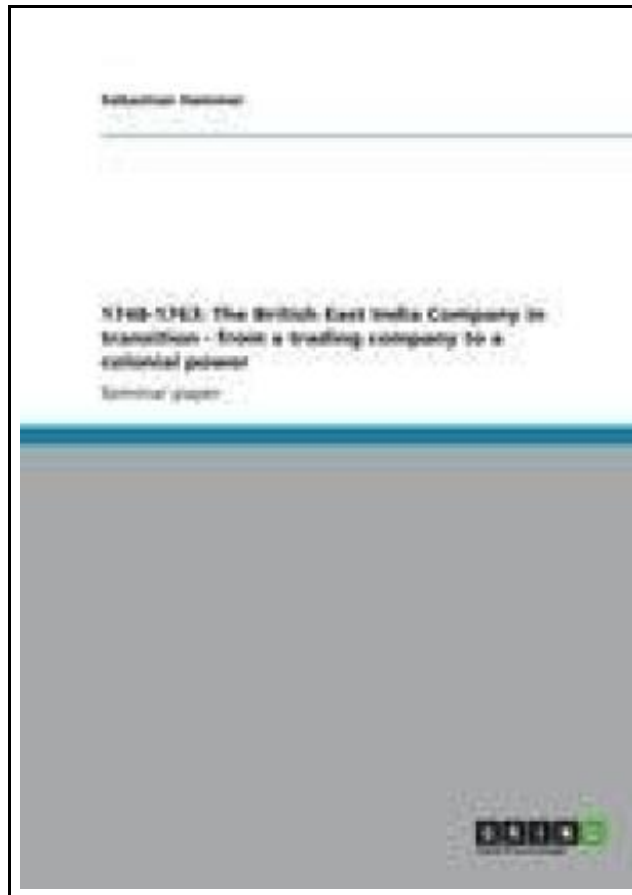 Sebastian
1748-1763: The British East India Company in
transition - from a trading company to a
colonial power
Seminar paper
GRIN